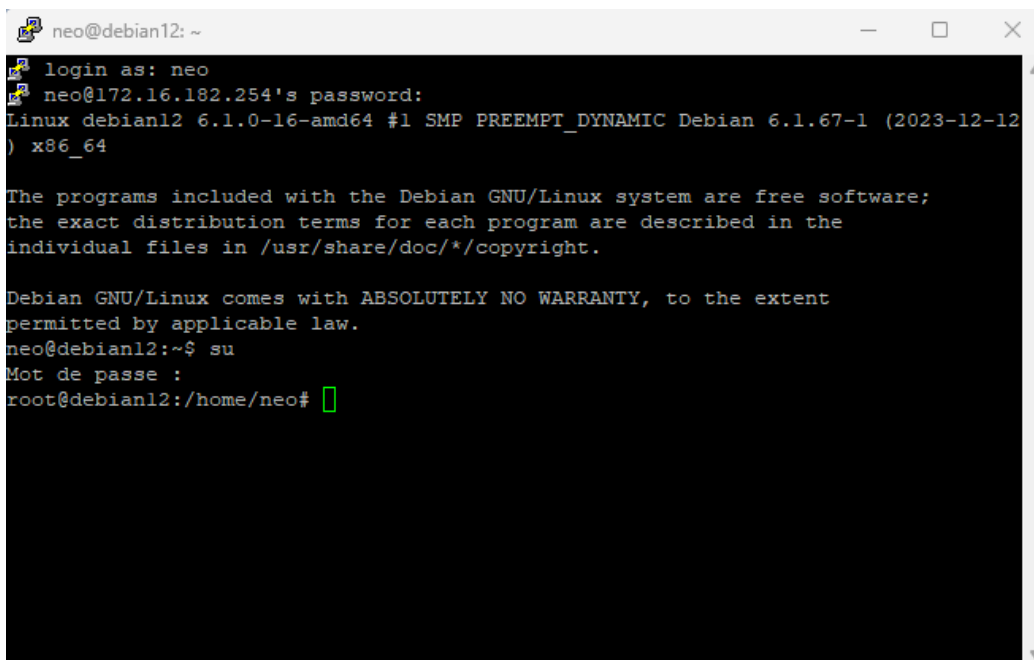 neo@debian12: ~
login as: neo
neo@172.16.182.254's password:
Linux debian12 6.1.0-16-amd64 #1 SMP PREEMPT_DYNAMIC Debian 6.1.67-1 (2023-12-12
) x86_64
The programs included with the Debian GNU/Linux system are free software;
the exact distribution terms for each program are described in the
individual files in /usr/share/doc/*/copyright.
Debian GNU/Linux comes with ABSOLUTELY NO WARRANTY, to the extent
permitted by applicable law.
neo@debian12:~$ su
Mot de passe :
root@debian12:/home/neo#